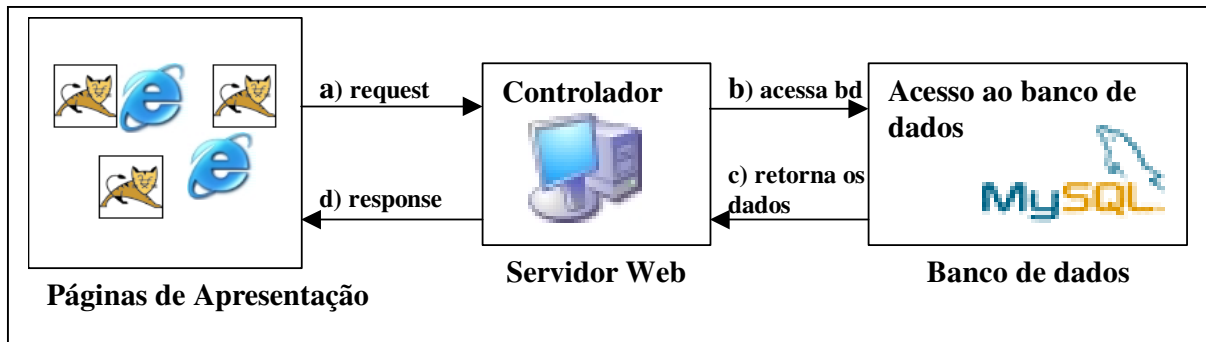 a) request
d) response
Páginas de Apresentação
Controlador
Servidor Web
b) acessa bd
c) retorna os
dados
Acesso ao banco de
dados
MySQL
Banco de dados